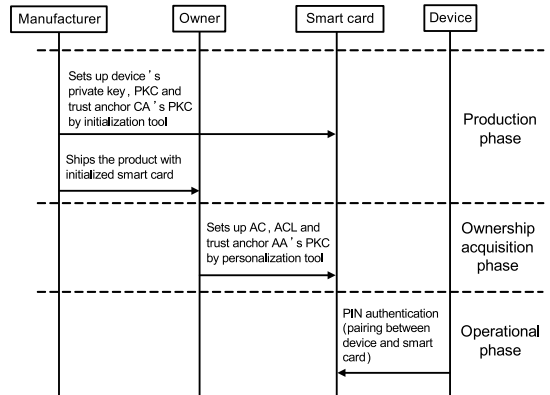 Manufacturer
Owner
Smart card
Device
Sets up device's
private key, PKC and
trust anchor CA's PKC
by initialization tool
Production
phase
Ships the product with
initialized smart card
Sets up AC, ACL and
trust anchor AA's PKC
by personalization tool
Ownership
acquisition
phase
PIN authentication
(pairing between
device and smart
card)
Operational
phase